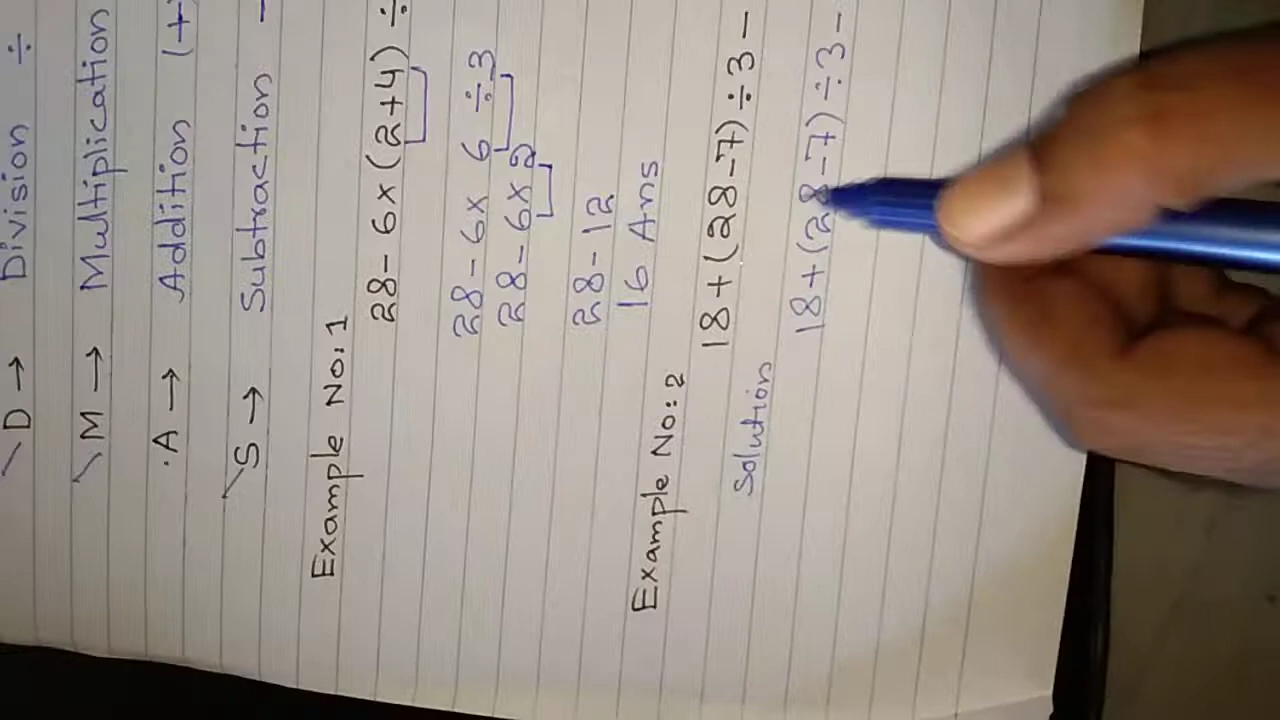 D → Division ÷
M → Multiplication
A → Addition (+
S → Subtraction -
Example No:1
28-6×(2+4)÷
28-6×6÷3
28-6×2
28-12
16 Ans
Example No:2
18+(28-7)÷3-
Solution
18+(28-7)÷3-